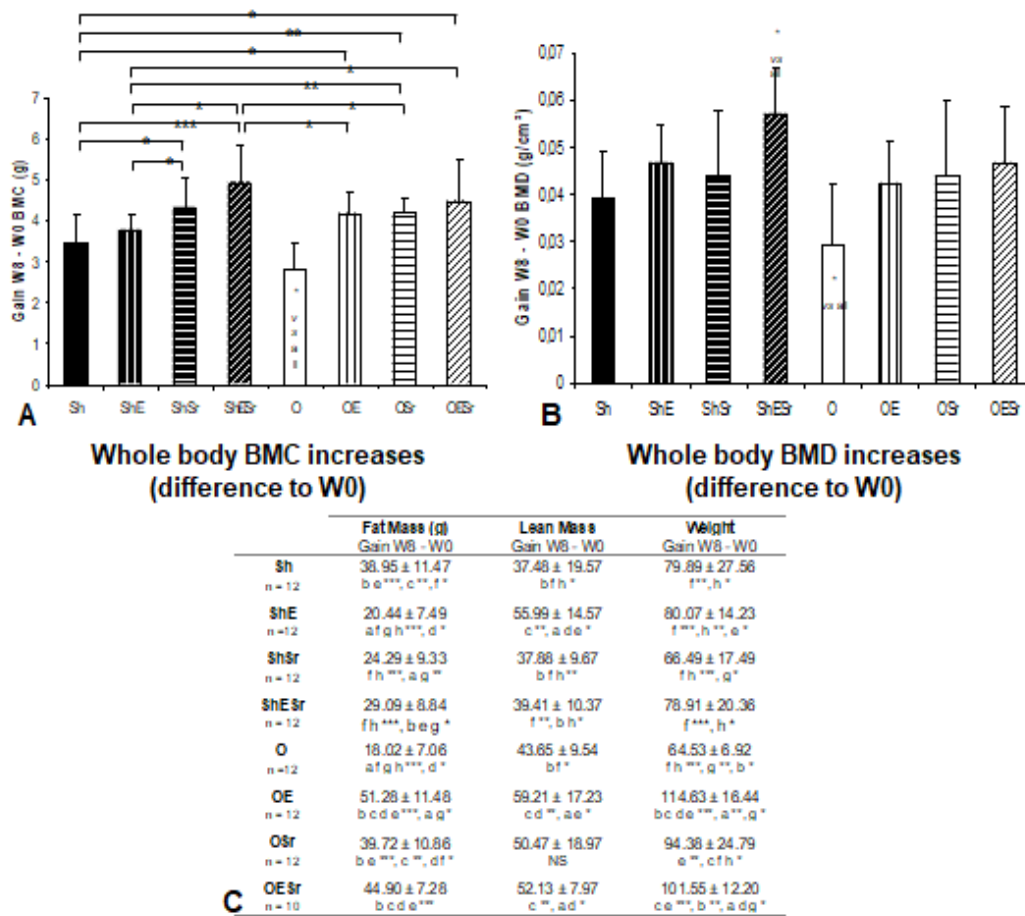 *
**
*
*
**
*
*
***
*
*
*
7
6
5
4
3
2
1
0
Gain W8 - W0 BMC (g)
*
v
s
a
ll
Sh ShE ShSr ShESr O OE OSr OESr
A
Whole body BMC increases
(difference to W0)
*
vs
all
0,07
0,06
0,05
0,04
0,03
0,02
0,01
0
Gain W8 - W0 BMD (g/cm²)
*
vs all
Sh ShE ShSr ShESr O OE OSr OESr
B
Whole body BMD increases
(difference to W0)
Fat Mass (g) Lean Mass Weight
Gain W8 - W0 Gain W8 - W0 Gain W8 - W0
Sh 38.95 ± 11.47 37.48 ± 19.57 79.89 ± 27.56
n = 12 b e***, c**, f* b f h* f**, h*
ShE 20.44 ± 7.49 55.99 ± 14.57 80.07 ± 14.23
n =12 a f g h***, d* c**, a d e* f***, h**, e*
ShSr 24.29 ± 9.33 37.88 ± 9.67 66.49 ± 17.49
n = 12 f h***, a g** b f h** f h***, g*
ShESr 29.09 ± 8.84 39.41 ± 10.37 78.91 ± 20.36
n = 12 f h***, b e g* f**, b h* f***, h*
O 18.02 ± 7.06 43.65 ± 9.54 64.53 ± 6.92
n =12 a f g h***, d* b f* f h***, g**, b*
OE 51.28 ± 11.48 59.21 ± 17.23 114.63 ± 16.44
n = 12 b c d e***, a g* c d**, a e* b c d e***, a**, g*
OSr 39.72 ± 10.86 50.47 ± 18.97 94.38 ± 24.79
n = 12 b e***, c**, d f* NS e**, c f h*
OESr 44.90 ± 7.28 52.13 ± 7.97 101.55 ± 12.20
n = 10 b c d e*** c**, a d* c e***, b**, a d g*
C